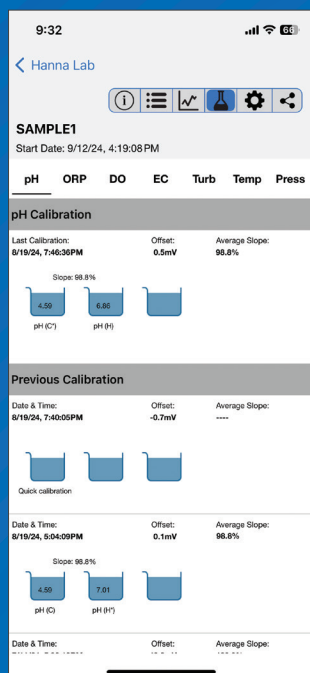 9:32
66
Hanna Lab
SAMPLE1
Start Date: 9/12/24, 4:19:08 PM
pH ORP DO EC Turb Temp Press
pH Calibration
Last Calibration: Offset: Average Slope:
8/19/24, 7:46:36PM 0.5mV 98.8%
Slope: 98.8%
4.59 6.86
pH (C*) pH (H)
Previous Calibration
Date & Time: Offset: Average Slope:
8/19/24, 7:40:05PM -0.7mV ----
Quick calibration
Date & Time: Offset: Average Slope:
8/19/24, 5:04:09PM 0.1mV 98.8%
Slope: 98.8%
4.59 7.01
pH (C) pH (H*)
Date & Time: Offset: Average Slope: